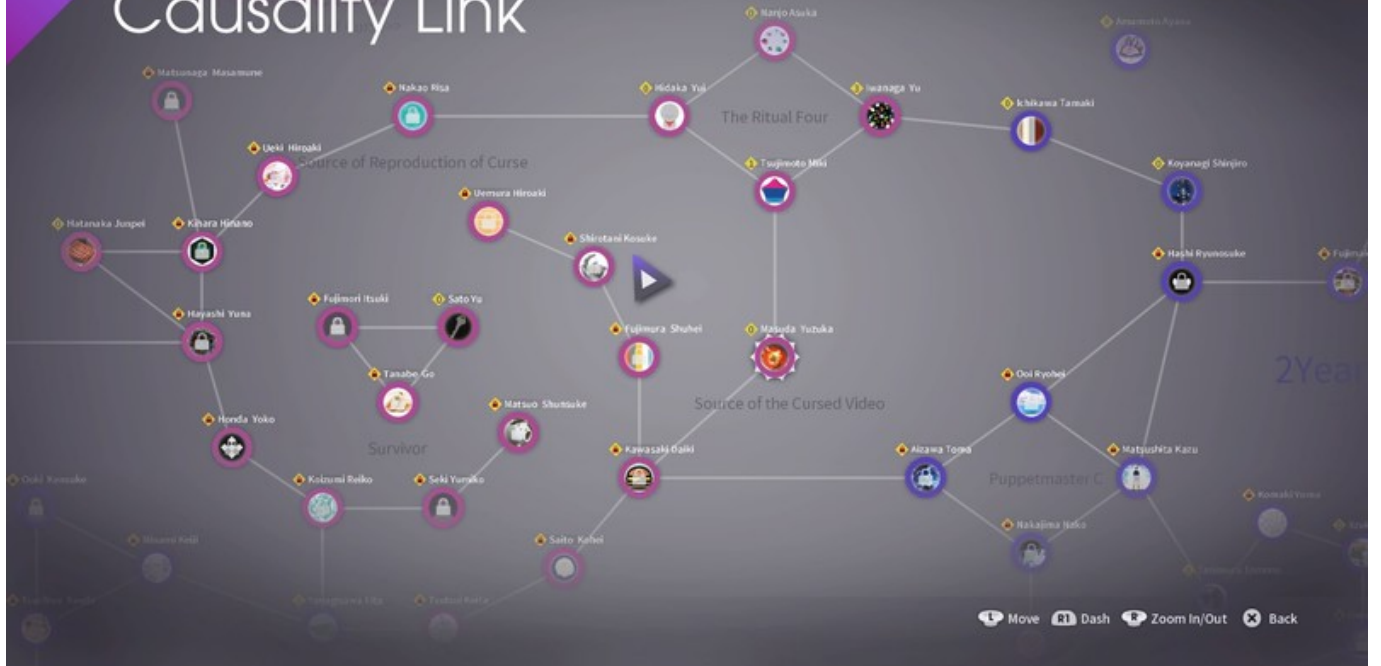 Causality Link
Nanjo Asuka
Matsunaga Masamune
Nakao Risa
Hidaka Yui
Iwanaga Yu
Ichikawa Tamaki
The Ritual Four
Ueki Hiroaki
Source of Reproduction of Curse
Tsujimoto Miki
Koyanagi Shinjiro
Uemura Hiroaki
Hatanaka Junpei
Kihara Hinano
Shirotani Kosuke
Hashi Ryunosuke
Hayashi Yuna
Fujimori Itsuki
Sato Yu
Fujimura Shuhei
Masuda Yuzuka
2Yea
Tanabe Go
Ooi Ryohei
Matsuo Shunsuke
Source of the Cursed Video
Honda Yoko
Survivor
Kawasaki Daiki
Aizawa Toma
Matsushita Kazu
Koizumi Reiko
Seki Yumiko
Puppetmaster C
Nakajima Nako
Saito Kohei
L Move R1 Dash R Zoom In/Out X Back